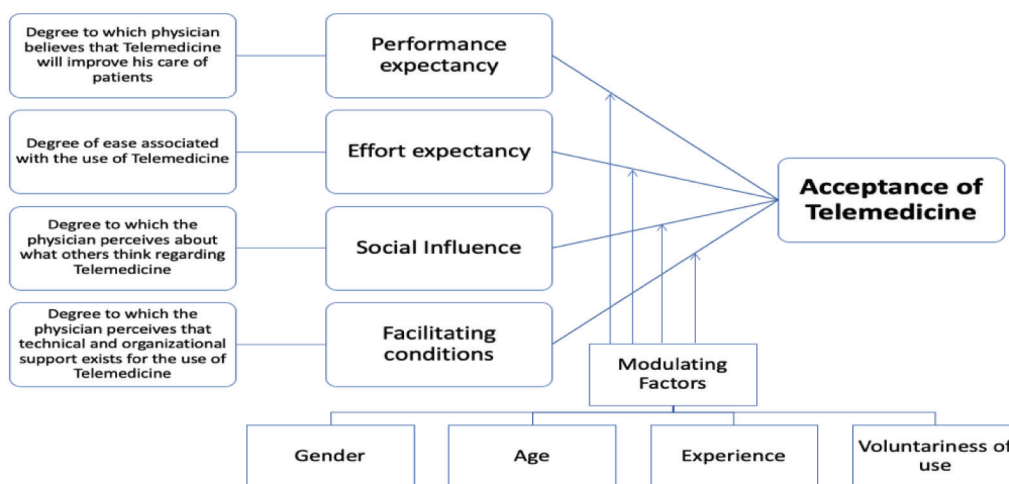 Degree to which physician
believes that Telemedicine
will improve his care of
patients
Performance
expectancy
Degree of ease associated
with the use of Telemedicine
Effort expectancy
Acceptance of
Telemedicine
Degree to which the
physician perceives about
what others think regarding
Telemedicine
Social Influence
Degree to which the
physician perceives that
technical and organizational
support exists for the use of
Telemedicine
Facilitating
conditions
Modulating
Factors
Gender
Age
Experience
Voluntariness of
use